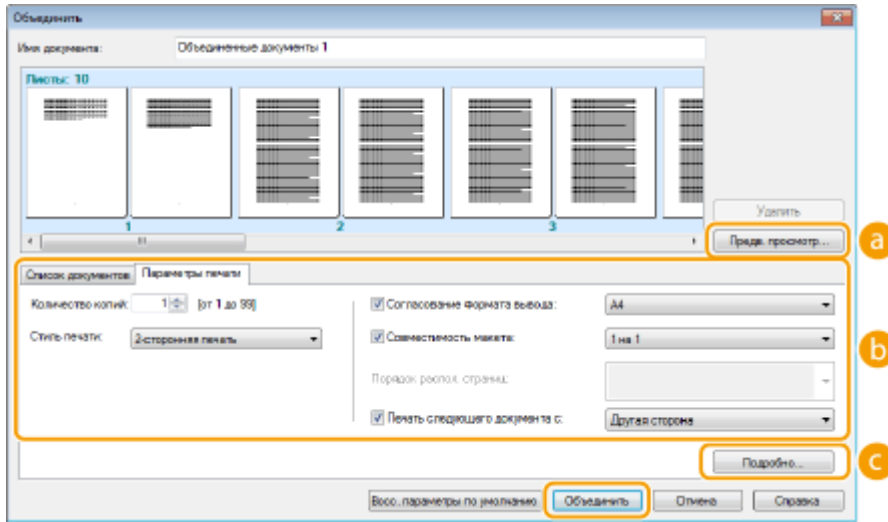 Объединить
Имя документа: Объединенные документы 1
Листы: 10
1 2 3
Удалить
Предв. просмотр... a
Список документов Параметры печати
Количество копий: 1 [от 1 до 99] Согласование формата вывода: A4
Стиль печати: 2-сторонняя печать Совместимость макета: 1 на 1
b
Порядок распол. страниц:
Печать следующего документа с: Другая сторона
Подробно... c
Восс. параметры по умолчанию Объединить Отмена Справка